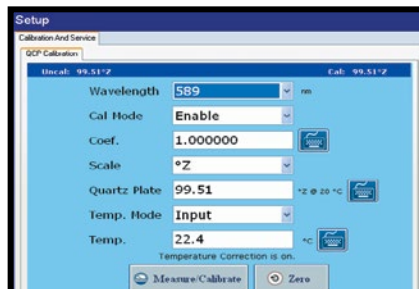 Setup
Calibration And Service
QCP Calibration
Uncal: 99.51°Z Cal: 99.51°Z
Wavelength 589 nm
Cal Mode Enable
Coef. 1.000000
Scale °Z
Quartz Plate 99.51 °Z @ 20 °C
Temp. Mode Input
Temp. 22.4 °C
Temperature Correction is on.
Measure/Calibrate Zero